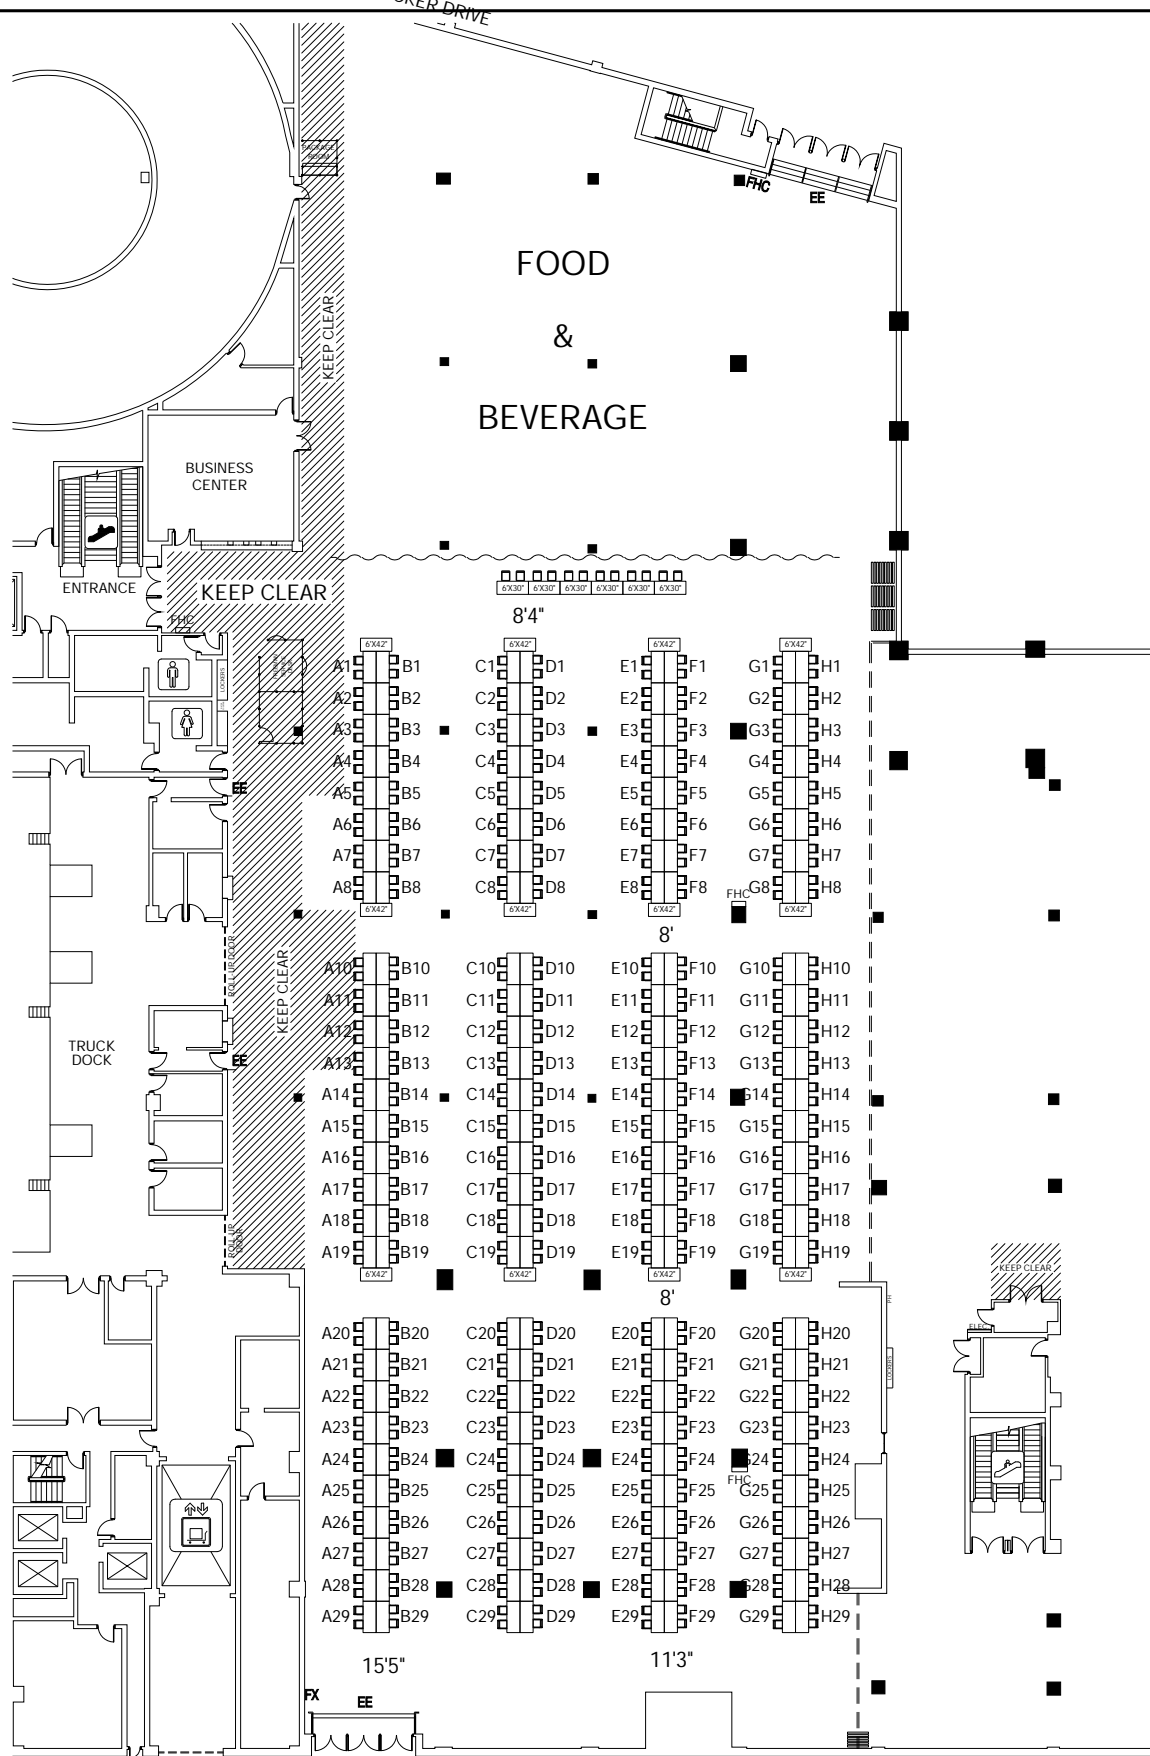 KER DRIVE
PACKAGE
ROOM
FHC
EE
FOOD
&
BEVERAGE
KEEP CLEAR
BUSINESS
CENTER
ENTRANCE
KEEP CLEAR
6'X30" 6'X30" 6'X30" 6'X30" 6'X30" 6'X30"
8'4"
FHC
LOCKERS
6'X42" 6'X42" 6'X42" 6'X42"
A1 B1 C1 D1 E1 F1 G1 H1
A2 B2 C2 D2 E2 F2 G2 H2
A3 B3 C3 D3 E3 F3 G3 H3
A4 B4 C4 D4 E4 F4 G4 H4
EE
A5 B5 C5 D5 E5 F5 G5 H5
A6 B6 C6 D6 E6 F6 G6 H6
A7 B7 C7 D7 E7 F7 G7 H7
A8 B8 C8 D8 E8 F8 G8 H8
FHC
6'X42" 6'X42" 6'X42" 6'X42"
8'
ROLL-UP DOOR
KEEP CLEAR
A10 B10 C10 D10 E10 F10 G10 H10
A11 B11 C11 D11 E11 F11 G11 H11
A12 B12 C12 D12 E12 F12 G12 H12
TRUCK
DOCK
EE
A13 B13 C13 D13 E13 F13 G13 H13
A14 B14 C14 D14 E14 F14 G14 H14
A15 B15 C15 D15 E15 F15 G15 H15
A16 B16 C16 D16 E16 F16 G16 H16
A17 B17 C17 D17 E17 F17 G17 H17
A18 B18 C18 D18 E18 F18 G18 H18
A19 B19 C19 D19 E19 F19 G19 H19
ROLL-UP
DOOR
6'X42" 6'X42" 6'X42" 6'X42"
KEEP CLEAR
8'
PH
ELEC
LOCKERS
A20 B20 C20 D20 E20 F20 G20 H20
A21 B21 C21 D21 E21 F21 G21 H21
A22 B22 C22 D22 E22 F22 G22 H22
A23 B23 C23 D23 E23 F23 G23 H23
A24 B24 C24 D24 E24 F24 G24 H24
FHC
A25 B25 C25 D25 E25 F25 G25 H25
A26 B26 C26 D26 E26 F26 G26 H26
A27 B27 C27 D27 E27 F27 G27 H27
A28 B28 C28 D28 E28 F28 G28 H28
A29 B29 C29 D29 E29 F29 G29 H29
15'5"
11'3"
FX
EE